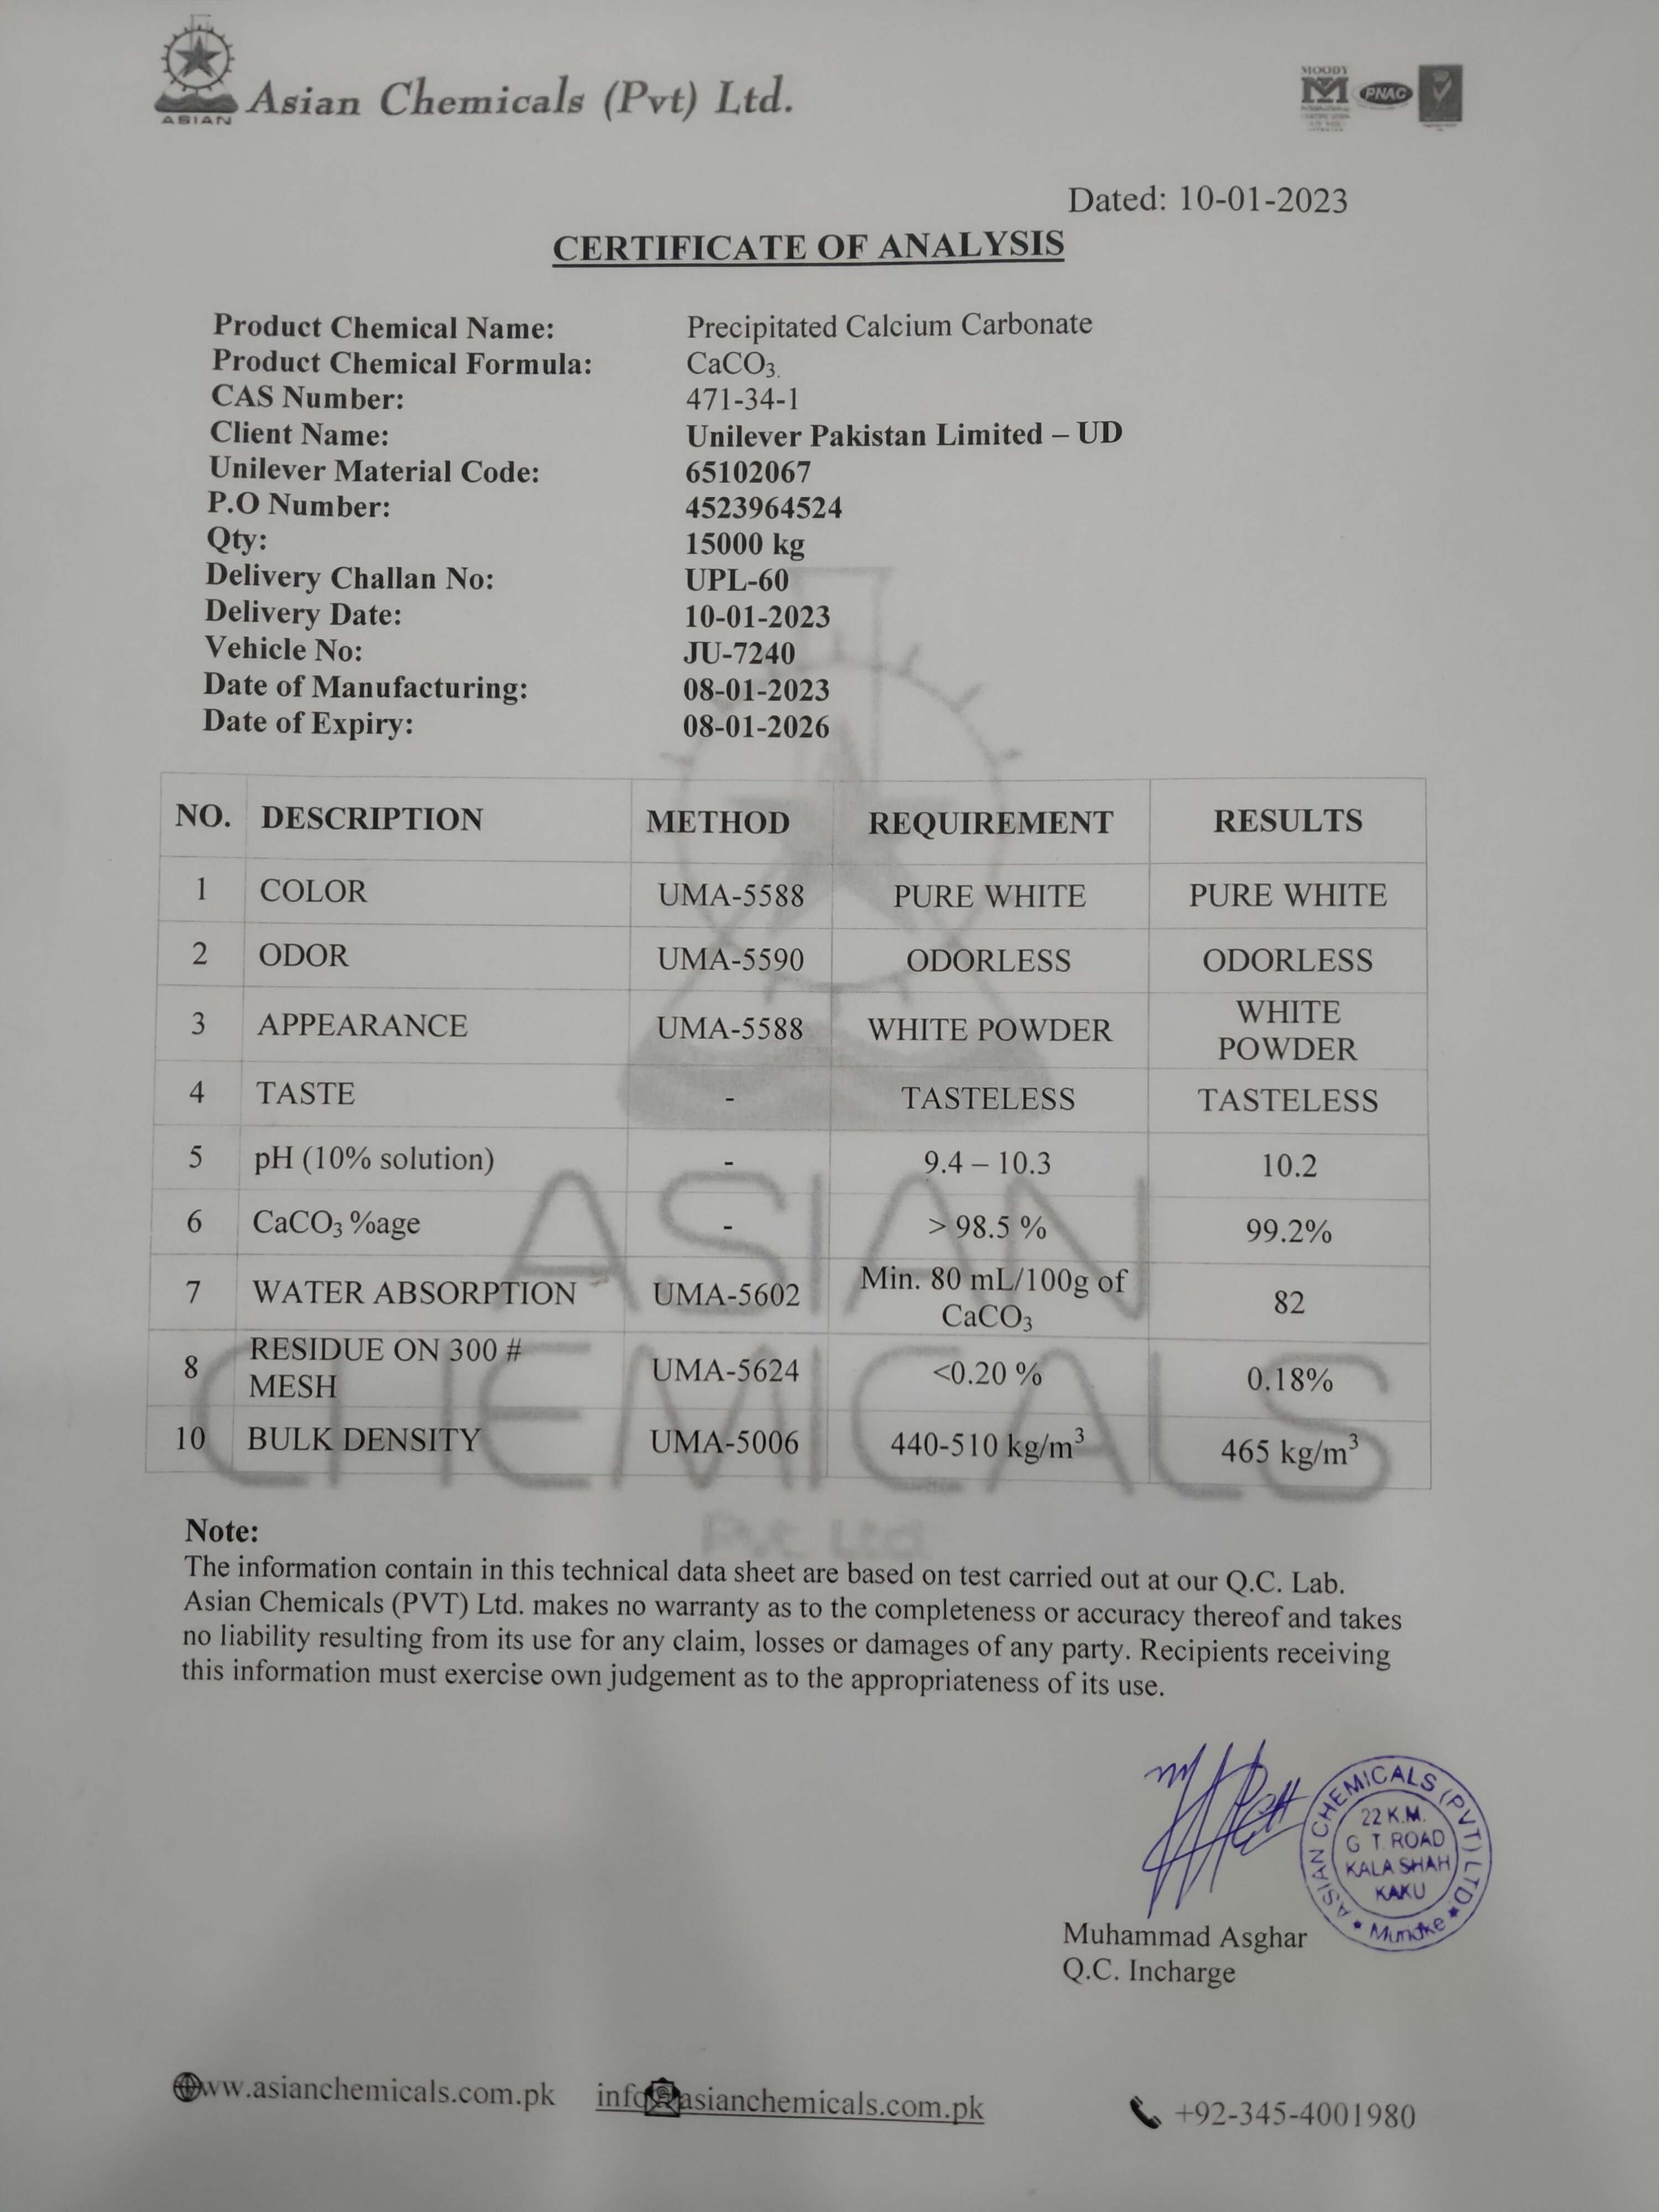 ASIAN
Asian Chemicals (Pvt) Ltd.
MOODY
PNAC
Dated: 10-01-2023
CERTIFICATE OF ANALYSIS
Product Chemical Name: Precipitated Calcium Carbonate
Product Chemical Formula: CaCO3.
CAS Number: 471-34-1
Client Name: Unilever Pakistan Limited – UD
Unilever Material Code: 65102067
P.O Number: 4523964524
Qty: 15000 kg
Delivery Challan No: UPL-60
Delivery Date: 10-01-2023
Vehicle No: JU-7240
Date of Manufacturing: 08-01-2023
Date of Expiry: 08-01-2026
NO. DESCRIPTION METHOD REQUIREMENT RESULTS
1 COLOR UMA-5588 PURE WHITE PURE WHITE
2 ODOR UMA-5590 ODORLESS ODORLESS
3 APPEARANCE UMA-5588 WHITE POWDER WHITE POWDER
4 TASTE - TASTELESS TASTELESS
5 pH (10% solution) - 9.4 – 10.3 10.2
6 CaCO3 %age - > 98.5 % 99.2%
7 WATER ABSORPTION UMA-5602 Min. 80 mL/100g of CaCO3 82
8 RESIDUE ON 300 # MESH UMA-5624 <0.20 % 0.18%
10 BULK DENSITY UMA-5006 440-510 kg/m³ 465 kg/m³
ASIAN
CHEMICALS
Pvt Ltd
Note:
The information contain in this technical data sheet are based on test carried out at our Q.C. Lab.
Asian Chemicals (PVT) Ltd. makes no warranty as to the completeness or accuracy thereof and takes
no liability resulting from its use for any claim, losses or damages of any party. Recipients receiving
this information must exercise own judgement as to the appropriateness of its use.
ASIAN CHEMICALS (PVT) LTD.
22 K.M.
G T. ROAD
KALA SHAH
KAKU
Muridke
Muhammad Asghar
Q.C. Incharge
www.asianchemicals.com.pk
info@asianchemicals.com.pk
+92-345-4001980